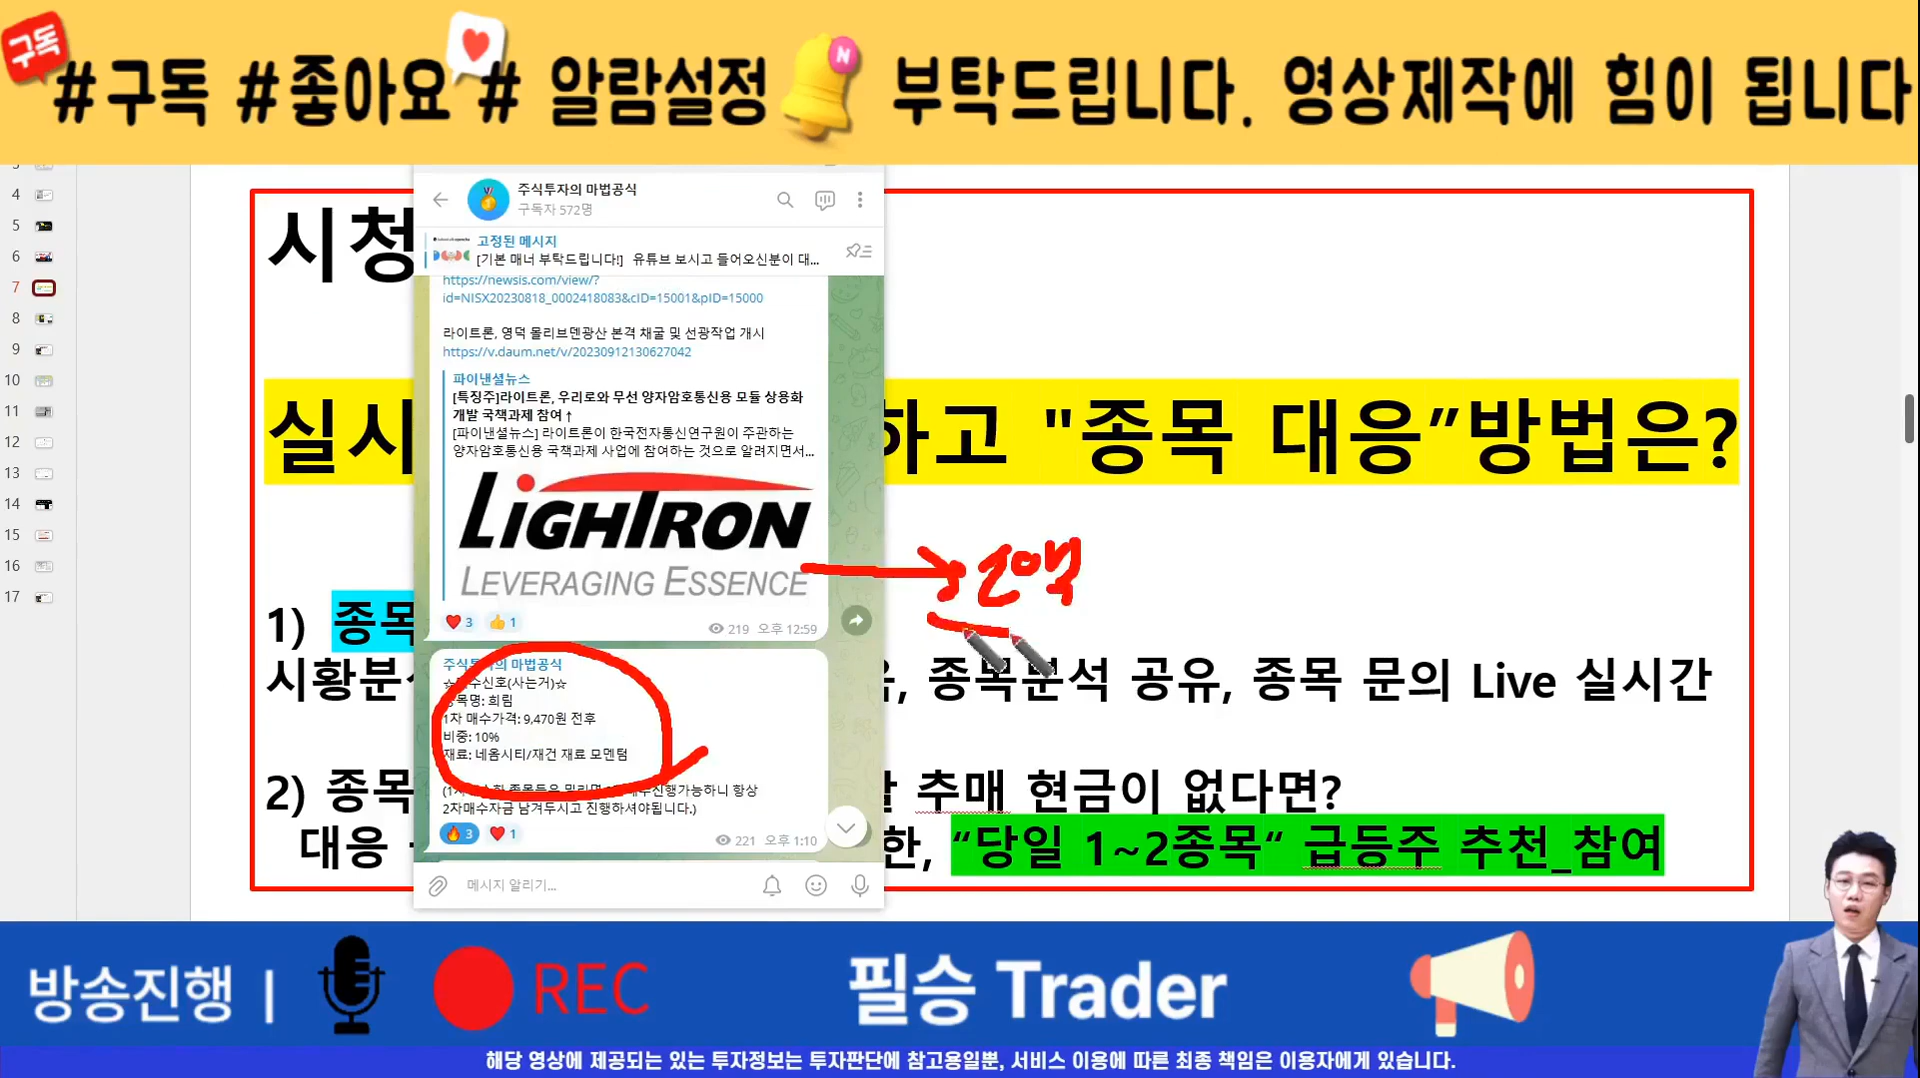 구독
#구독 #좋아요 # 알람설정 N 부탁드립니다. 영상제작에 힘이 됩니다
4
5
6
7
8
9
10
11
12
13
14
15
16
17
시청
실시
하고 "종목 대응”방법은?
1) 종목
시황분
종목분석 공유, 종목 문의 Live 실시간
2) 종목
추매 현금이 없다면?
대응
한, “당일 1~2종목“ 급등주 추천_참여
주식투자의 마법공식
구독자 572명
고정된 메시지
[기본 매너 부탁드립니다!] 유튜브 보시고 들어오신분이 대...
https://newsis.com/view/?
id=NISX20230818_0002418083&cID=15001&pID=15000
라이트론, 영덕 몰리브덴광산 본격 채굴 및 선광작업 개시
https://v.daum.net/v/20230912130627042
파이낸셜뉴스
[특징주]라이트론, 우리로와 무선 양자암호통신용 모듈 상용화
개발 국책과제 참여↑
[파이낸셜뉴스] 라이트론이 한국전자통신연구원이 주관하는
양자암호통신용 국책과제 사업에 참여하는 것으로 알려지면서...
LIGHTRON
LEVERAGING ESSENCE
3 1
219 오후 12:59
주식투자의 마법공식
☆매수신호(사는거)☆
종목명: 희림
1차 매수가격: 9,470원 전후
비중: 10%
재료: 네옴시티/재건 재료 모멘텀
매수진행가능하니 항상
2차매수자금 남겨두시고 진행하셔야됩니다.)
3 1
221 오후 1:10
메시지 알리기...
방송진행 |
REC
필승 Trader
해당 영상에 제공되는 있는 투자정보는 투자판단에 참고용일뿐, 서비스 이용에 따른 최종 책임은 이용자에게 있습니다.